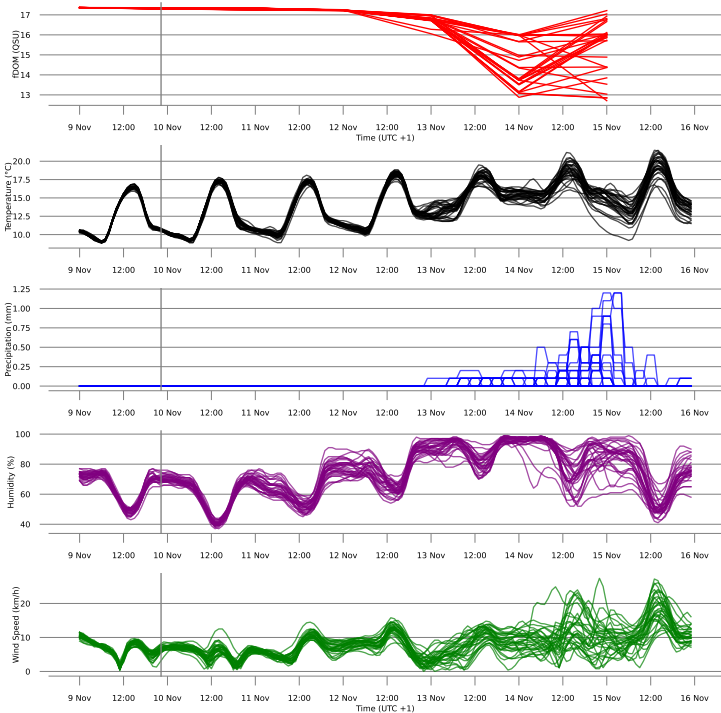 fDOM (QSU)
17
16
15
14
13
9 Nov 12:00 10 Nov 12:00 11 Nov 12:00 12 Nov 12:00 13 Nov 12:00 14 Nov 12:00 15 Nov 12:00 16 Nov
Time (UTC +1)
Temperature (°C)
20.0
17.5
15.0
12.5
10.0
9 Nov 12:00 10 Nov 12:00 11 Nov 12:00 12 Nov 12:00 13 Nov 12:00 14 Nov 12:00 15 Nov 12:00 16 Nov
Precipitation (mm)
1.25
1.00
0.75
0.50
0.25
0.00
9 Nov 12:00 10 Nov 12:00 11 Nov 12:00 12 Nov 12:00 13 Nov 12:00 14 Nov 12:00 15 Nov 12:00 16 Nov
Humidity (%)
100
80
60
40
9 Nov 12:00 10 Nov 12:00 11 Nov 12:00 12 Nov 12:00 13 Nov 12:00 14 Nov 12:00 15 Nov 12:00 16 Nov
Wind Speed (km/h)
20
10
0
9 Nov 12:00 10 Nov 12:00 11 Nov 12:00 12 Nov 12:00 13 Nov 12:00 14 Nov 12:00 15 Nov 12:00 16 Nov
Time (UTC +1)